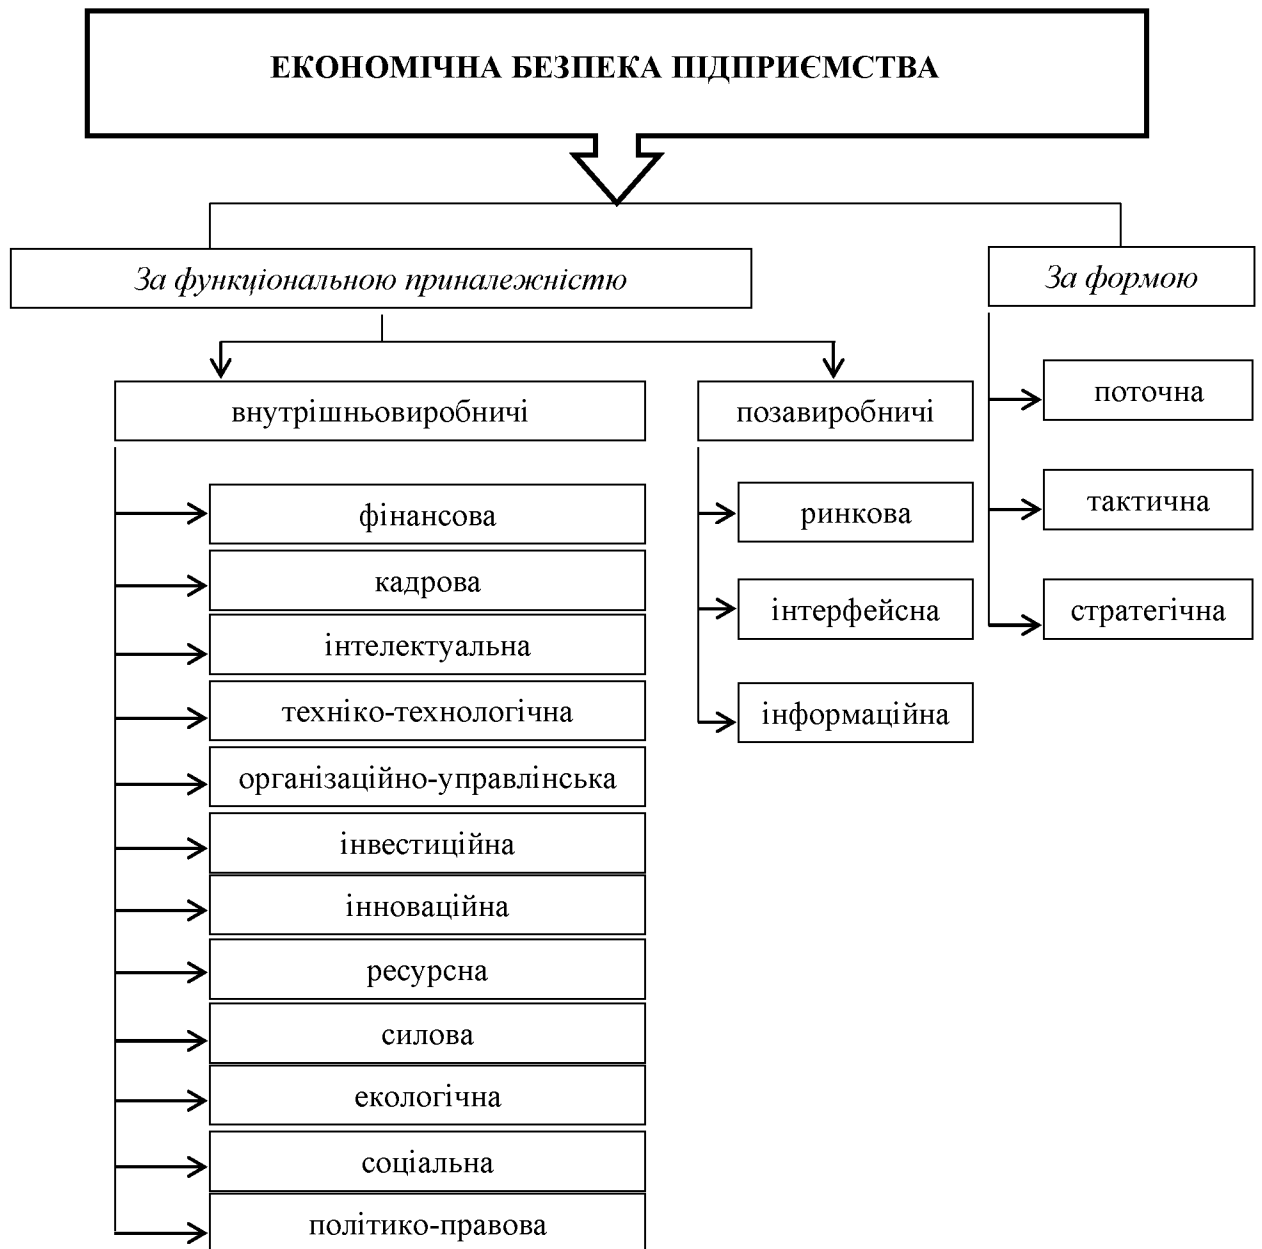 ЕКОНОМІЧНА БЕЗПЕКА ПІДПРИЄМСТВА
За функціональною приналежністю
За формою
внутрішньовиробничі
позавиробничі
поточна
тактична
стратегічна
фінансова
кадрова
інтелектуальна
техніко-технологічна
організаційно-управлінська
інвестиційна
інноваційна
ресурсна
силова
екологічна
соціальна
політико-правова
ринкова
інтерфейсна
інформаційна